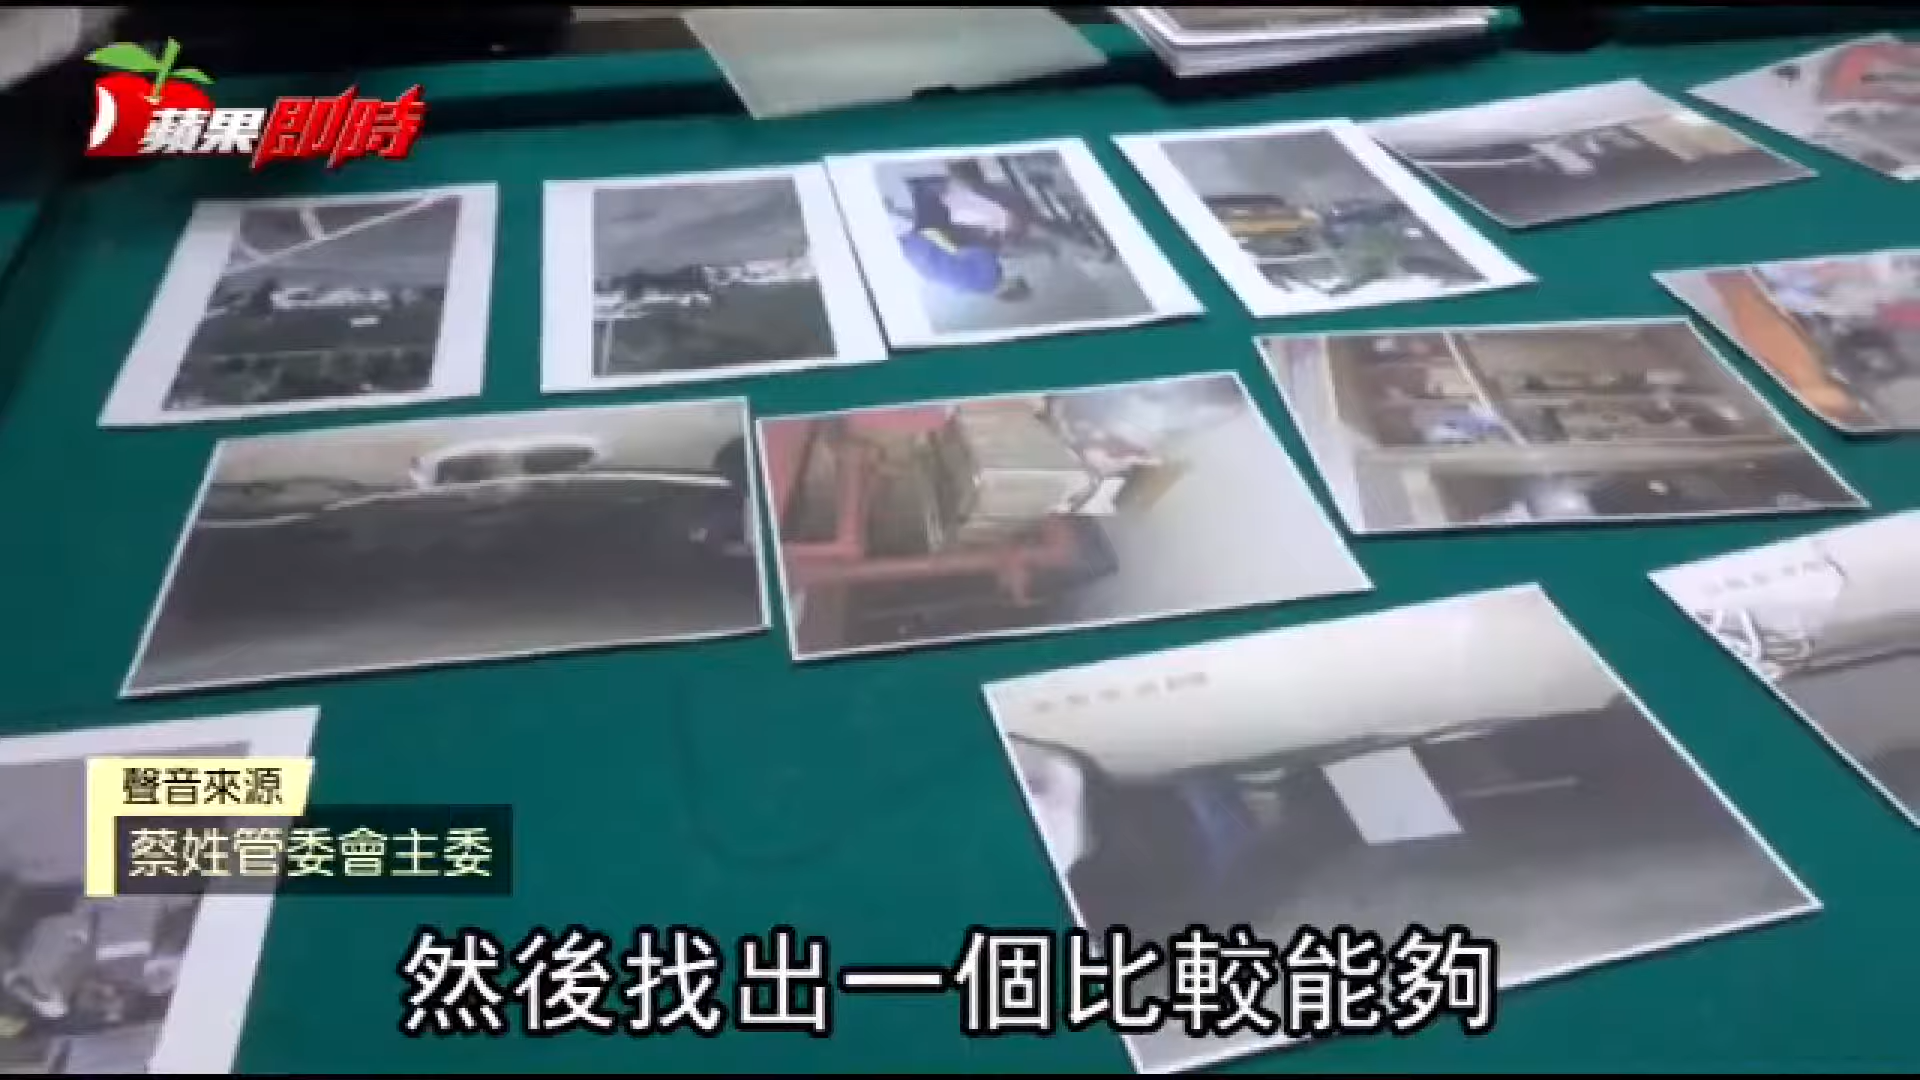 蘋果即時
聲音來源
蔡姓管委會主委
然後找出一個比較能夠